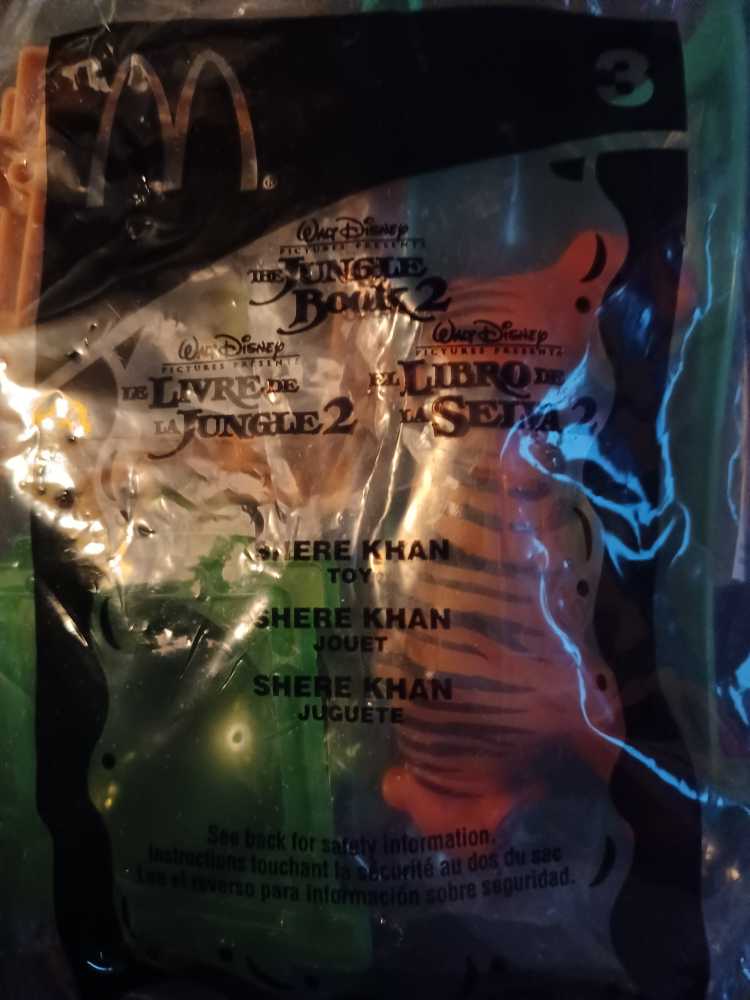 3
M®
Walt Disney
PICTURES PRESENTS
THE JUNGLE
BOOK 2
Walt Disney
PICTURES PRESENTS
LE LIVRE DE
LA JUNGLE 2
Walt Disney
PICTURES PRESENTS
EL LIBRO DE
LA SELVA 2
SHERE KHAN
TOY
SHERE KHAN
JOUET
SHERE KHAN
JUGUETE
See back for safety information.
Instructions touchant la sécurité au dos du sac
Lee el reverso para información sobre seguridad.